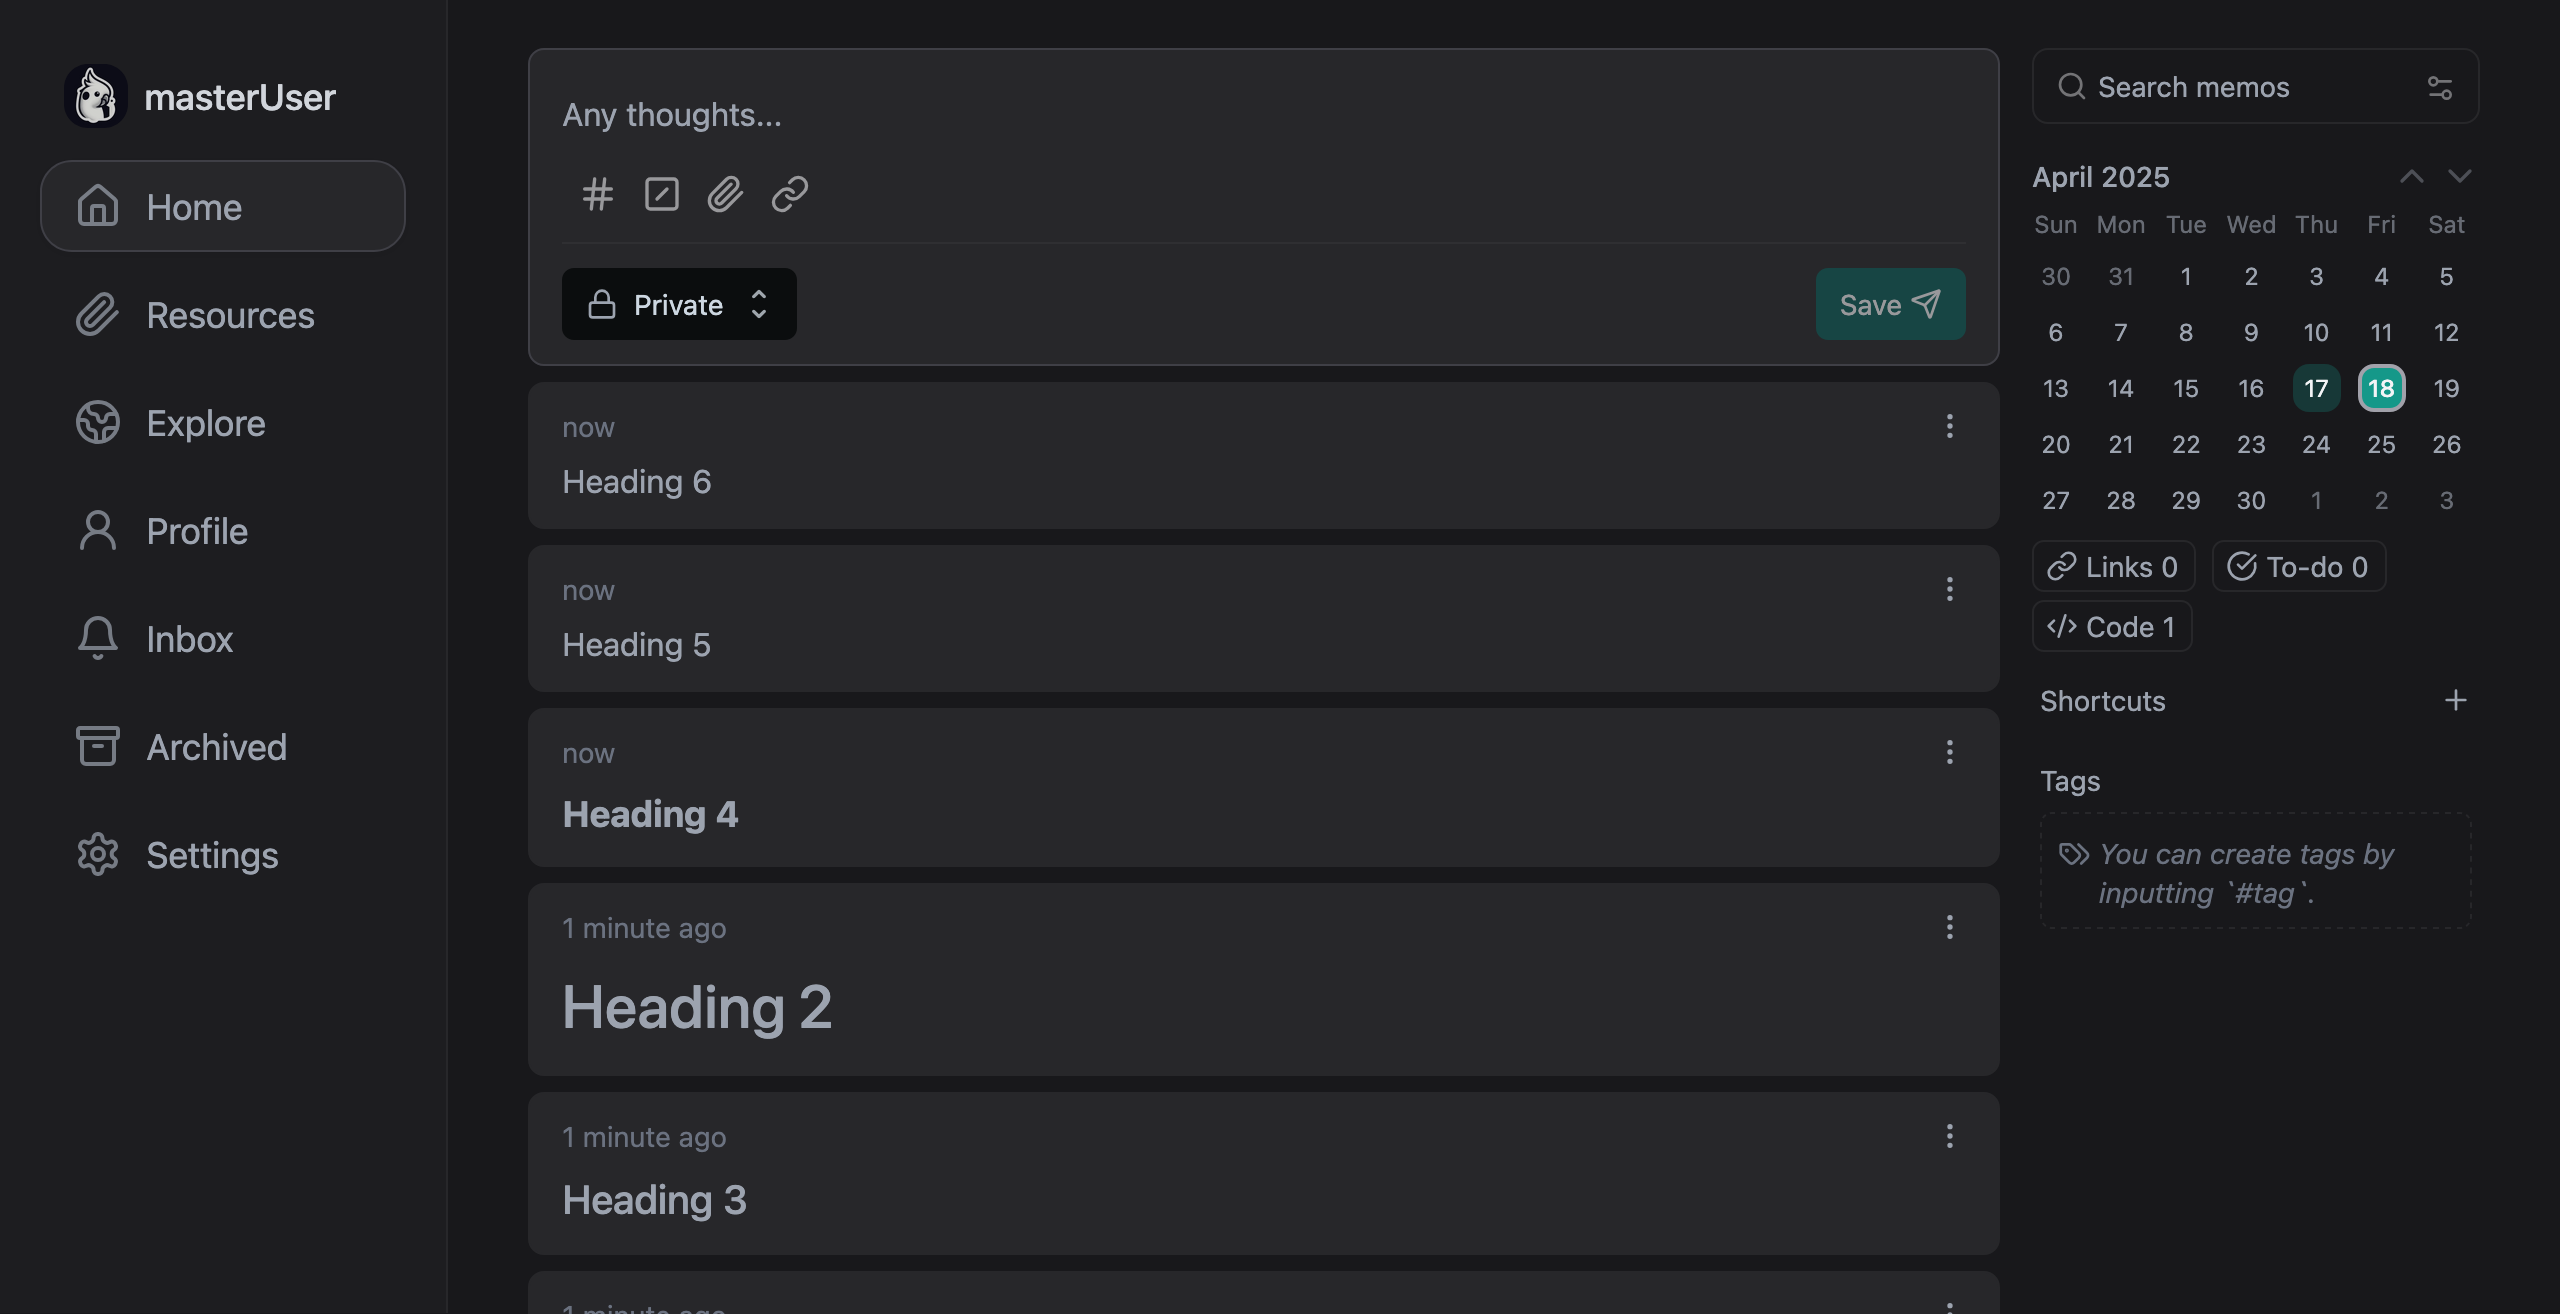 masterUser
Home
Resources
Explore
Profile
Inbox
Archived
Settings
Any thoughts...
Private
Save
now
Heading 6
now
Heading 5
now
Heading 4
1 minute ago
Heading 2
1 minute ago
Heading 3
1 minute ago
Search memos
April 2025
Sun Mon Tue Wed Thu Fri Sat
30 31 1 2 3 4 5
6 7 8 9 10 11 12
13 14 15 16 17 18 19
20 21 22 23 24 25 26
27 28 29 30 1 2 3
Links 0 To-do 0
Code 1
Shortcuts
Tags
You can create tags by
inputting `#tag`.